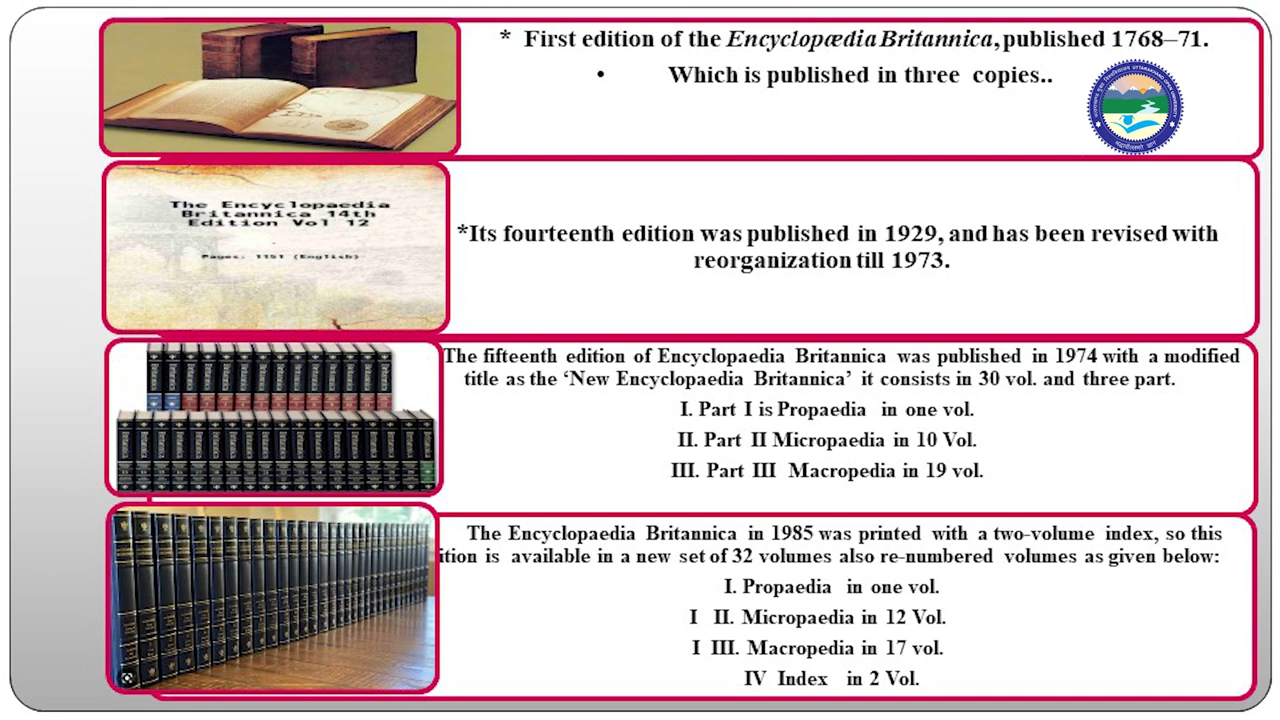 * First edition of the Encyclopædia Britannica, published 1768–71.
• Which is published in three copies..
The Encyclopaedia
Britannica 14th
Edition Vol 12
Pages: 1151 (English)
*Its fourteenth edition was published in 1929, and has been revised with
reorganization till 1973.
The fifteenth edition of Encyclopaedia Britannica was published in 1974 with a modified
title as the ‘New Encyclopaedia Britannica’ it consists in 30 vol. and three part.
I. Part I is Propaedia in one vol.
II. Part II Micropaedia in 10 Vol.
III. Part III Macropedia in 19 vol.
The Encyclopaedia Britannica in 1985 was printed with a two-volume index, so this
ition is available in a new set of 32 volumes also re-numbered volumes as given below:
I. Propaedia in one vol.
I II. Micropaedia in 12 Vol.
I III. Macropedia in 17 vol.
IV Index in 2 Vol.